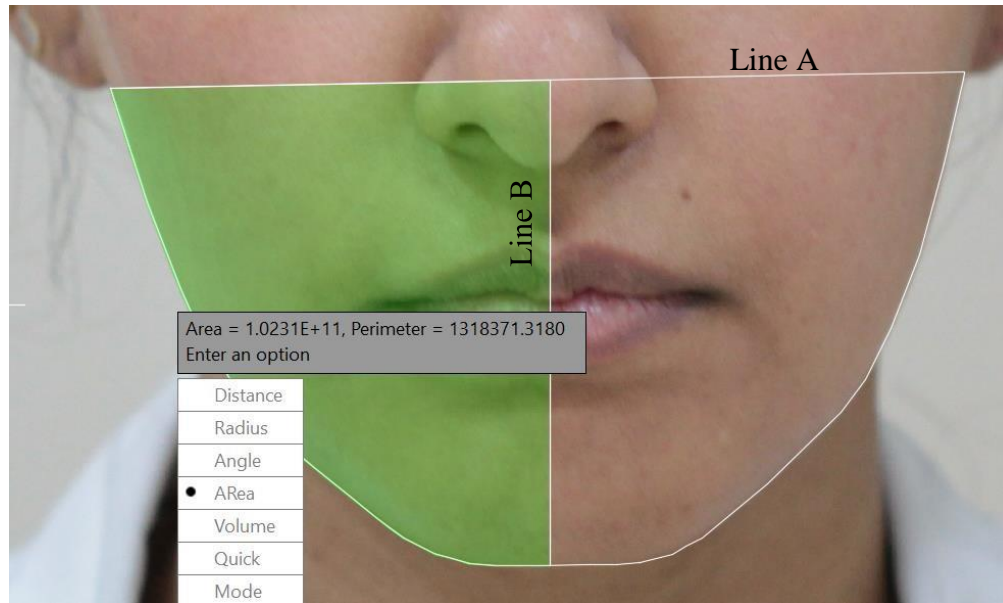 Line A
Line B
Area = 1.0231E+11, Perimeter = 1318371.3180
Enter an option
Distance
Radius
Angle
ARea
Volume
Quick
Mode